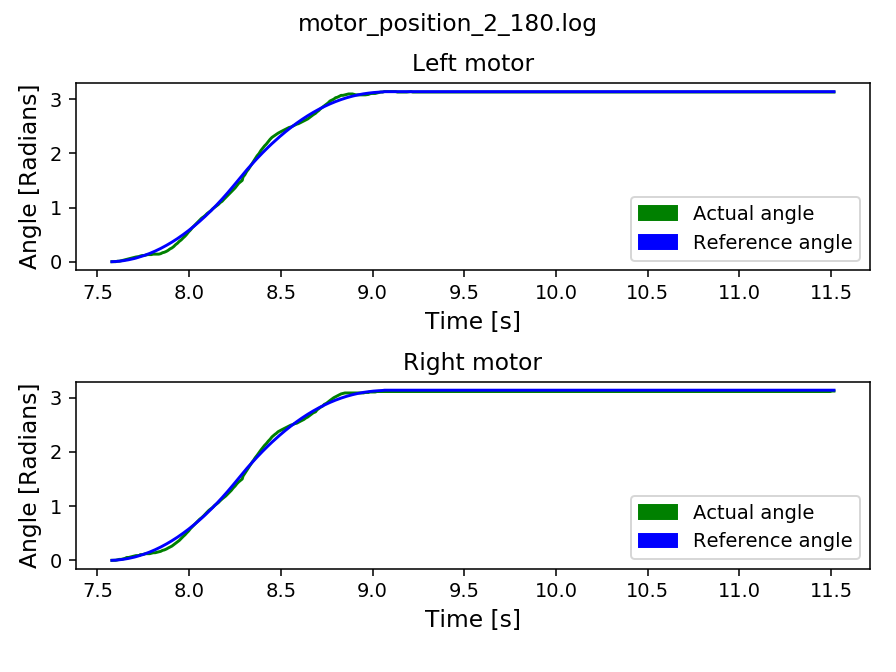 motor_position_2_180.log
Left motor
Angle [Radians]
3
2
1
0
Actual angle
Reference angle
7.5 8.0 8.5 9.0 9.5 10.0 10.5 11.0 11.5
Time [s]
Right motor
Angle [Radians]
3
2
1
0
Actual angle
Reference angle
7.5 8.0 8.5 9.0 9.5 10.0 10.5 11.0 11.5
Time [s]